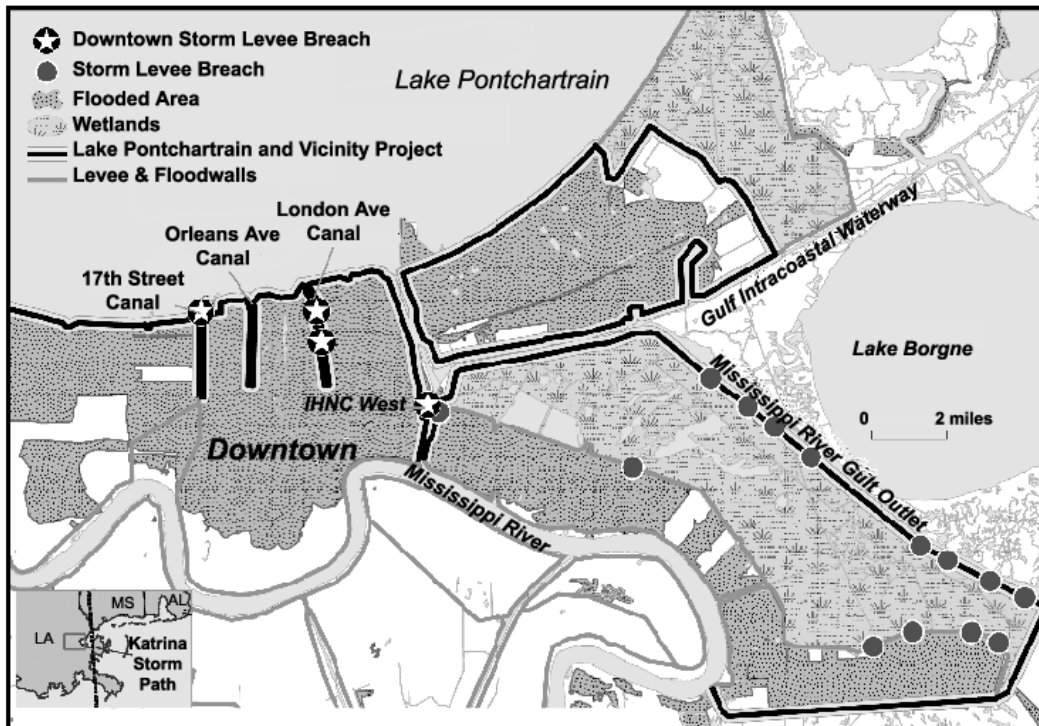 Downtown Storm Levee Breach
Storm Levee Breach
Flooded Area
Wetlands
Lake Pontchartrain and Vicinity Project
Levee & Floodwalls
Lake Pontchartrain
London Ave
Canal
Orleans Ave
Canal
17th Street
Canal
Gulf Intracoastal Waterway
Lake Borgne
0 2 miles
IHNC West
Downtown
Mississippi River Gult Outlet
Mississippi River
MS
AL
LA
Katrina
Storm
Path